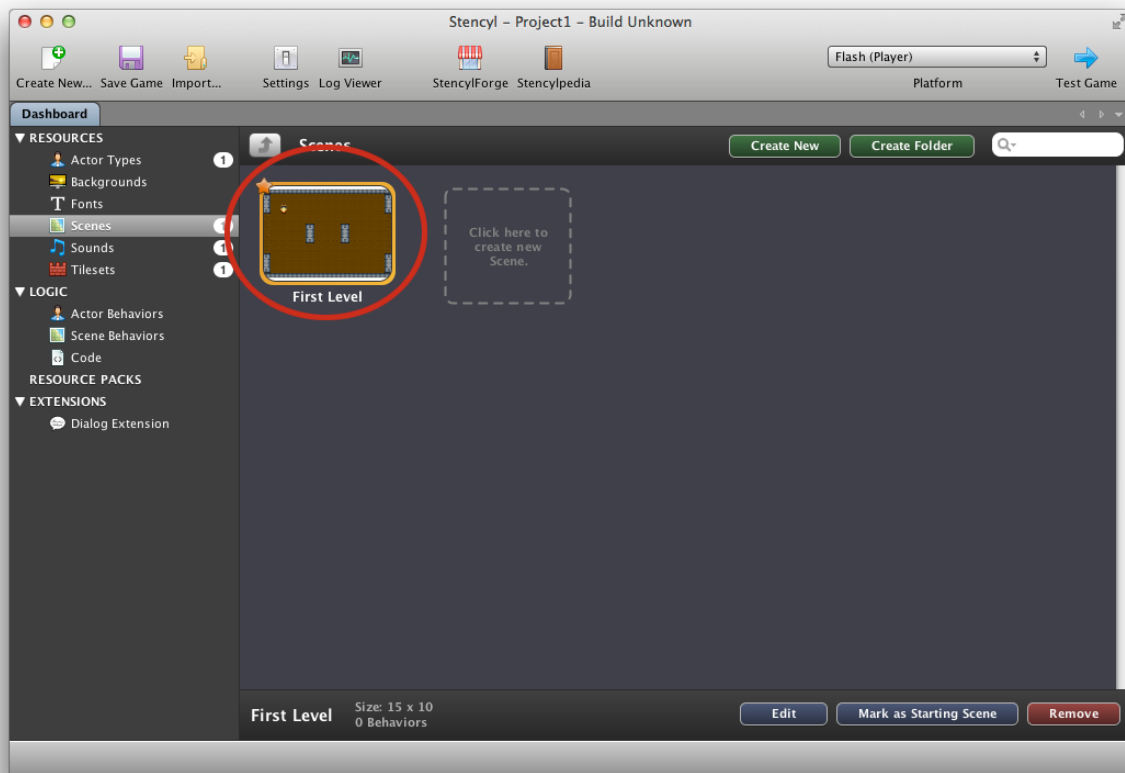 Stencyl – Project1 – Build Unknown
Create New... Save Game Import... Settings Log Viewer StencylForge Stencylpedia Flash (Player) Platform Test Game
Dashboard
RESOURCES
Actor Types 1
Backgrounds
Fonts
Scenes
Sounds 1
Tilesets 1
LOGIC
Actor Behaviors
Scene Behaviors
Code
RESOURCE PACKS
EXTENSIONS
Dialog Extension
Scenes
Create New Create Folder
First Level
Click here to
create new
Scene.
First Level
Size: 15 x 10
0 Behaviors
Edit Mark as Starting Scene Remove